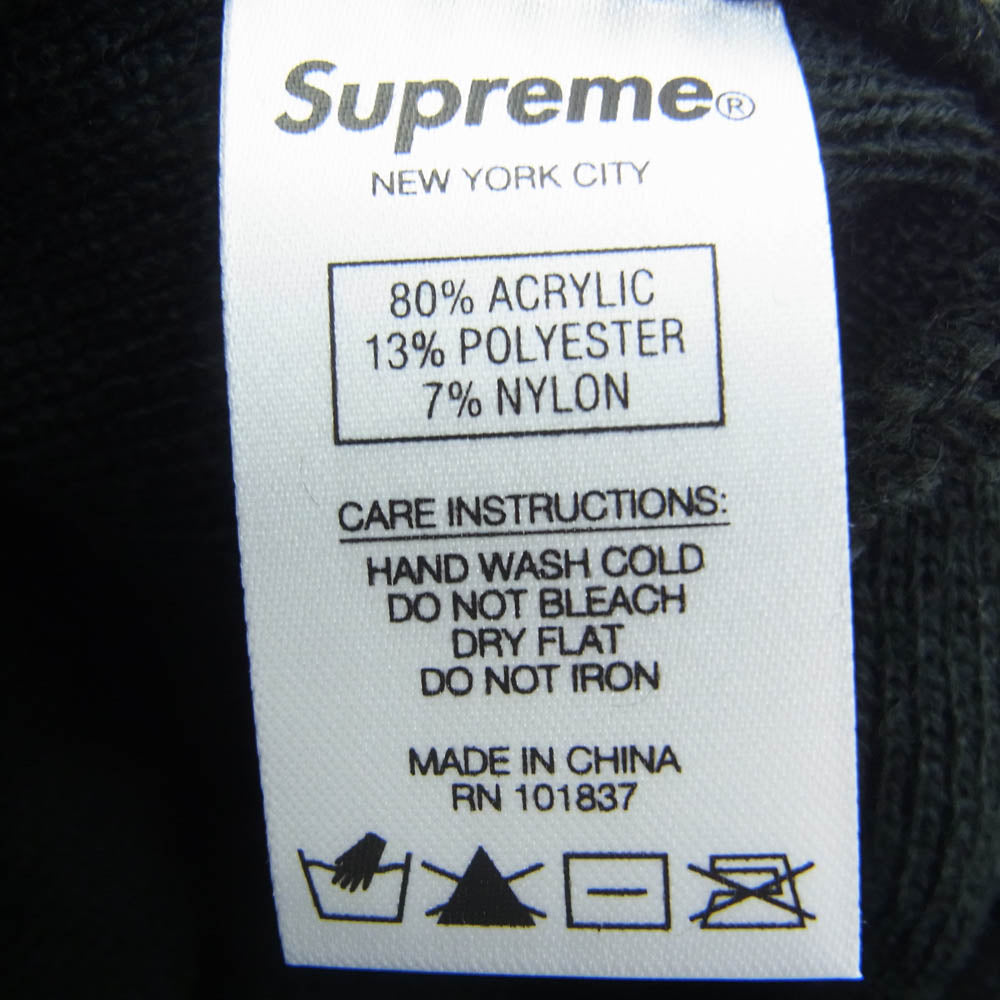 Supreme®
NEW YORK CITY
80% ACRYLIC
13% POLYESTER
7% NYLON
CARE INSTRUCTIONS:
HAND WASH COLD
DO NOT BLEACH
DRY FLAT
DO NOT IRON
MADE IN CHINA
RN 101837